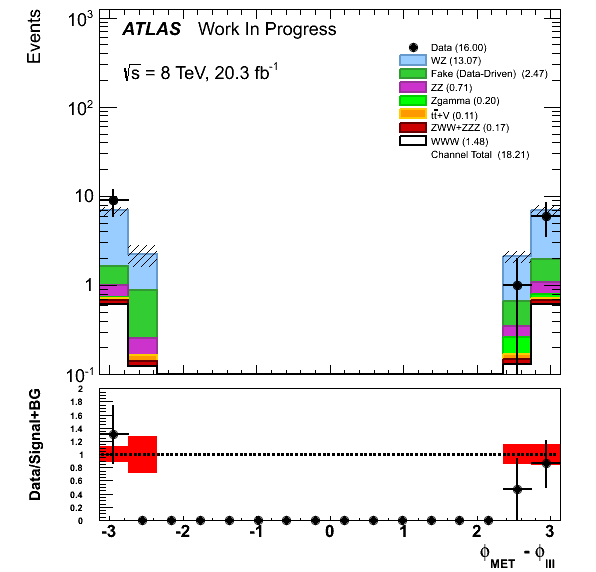 Events
10³
ATLAS Work In Progress
√s = 8 TeV, 20.3 fb⁻¹
Data (16.00)
WZ (13.07)
Fake (Data-Driven) (2.47)
ZZ (0.71)
Zgamma (0.20)
tt̄+V (0.11)
ZWW+ZZZ (0.17)
WWW (1.48)
Channel Total (18.21)
10²
10
1
10⁻¹
Data/Signal+BG
2
1.8
1.6
1.4
1.2
1
0.8
0.6
0.4
0.2
0
-3 -2 -1 0 1 2 3
ϕMET - ϕlll